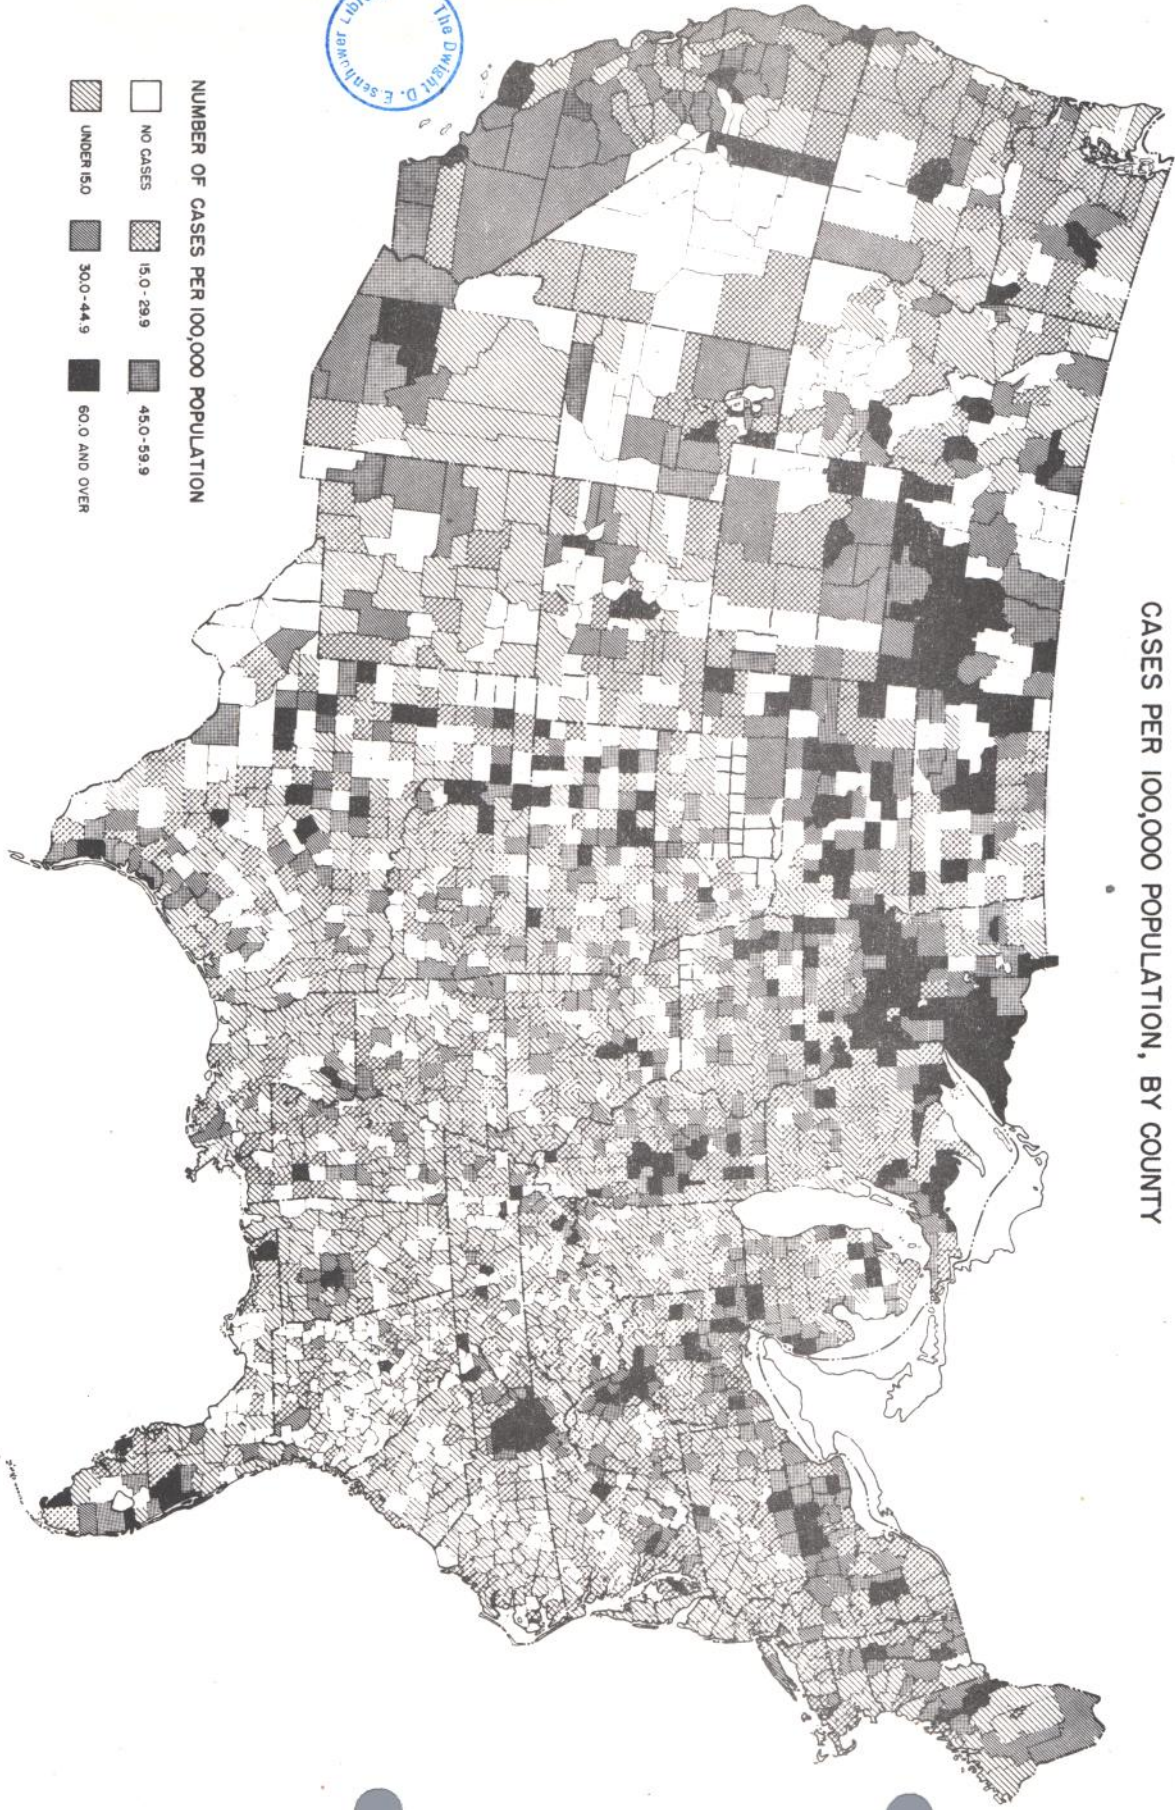 CASES PER 100,000 POPULATION, BY COUNTY
The Dwight D. Eisenhower
NUMBER OF CASES PER 100,000 POPULATION
NO CASES
15.0 - 29.9
45.0-59.9
UNDER 15.0
30.0-44.9
60.0 AND OVER